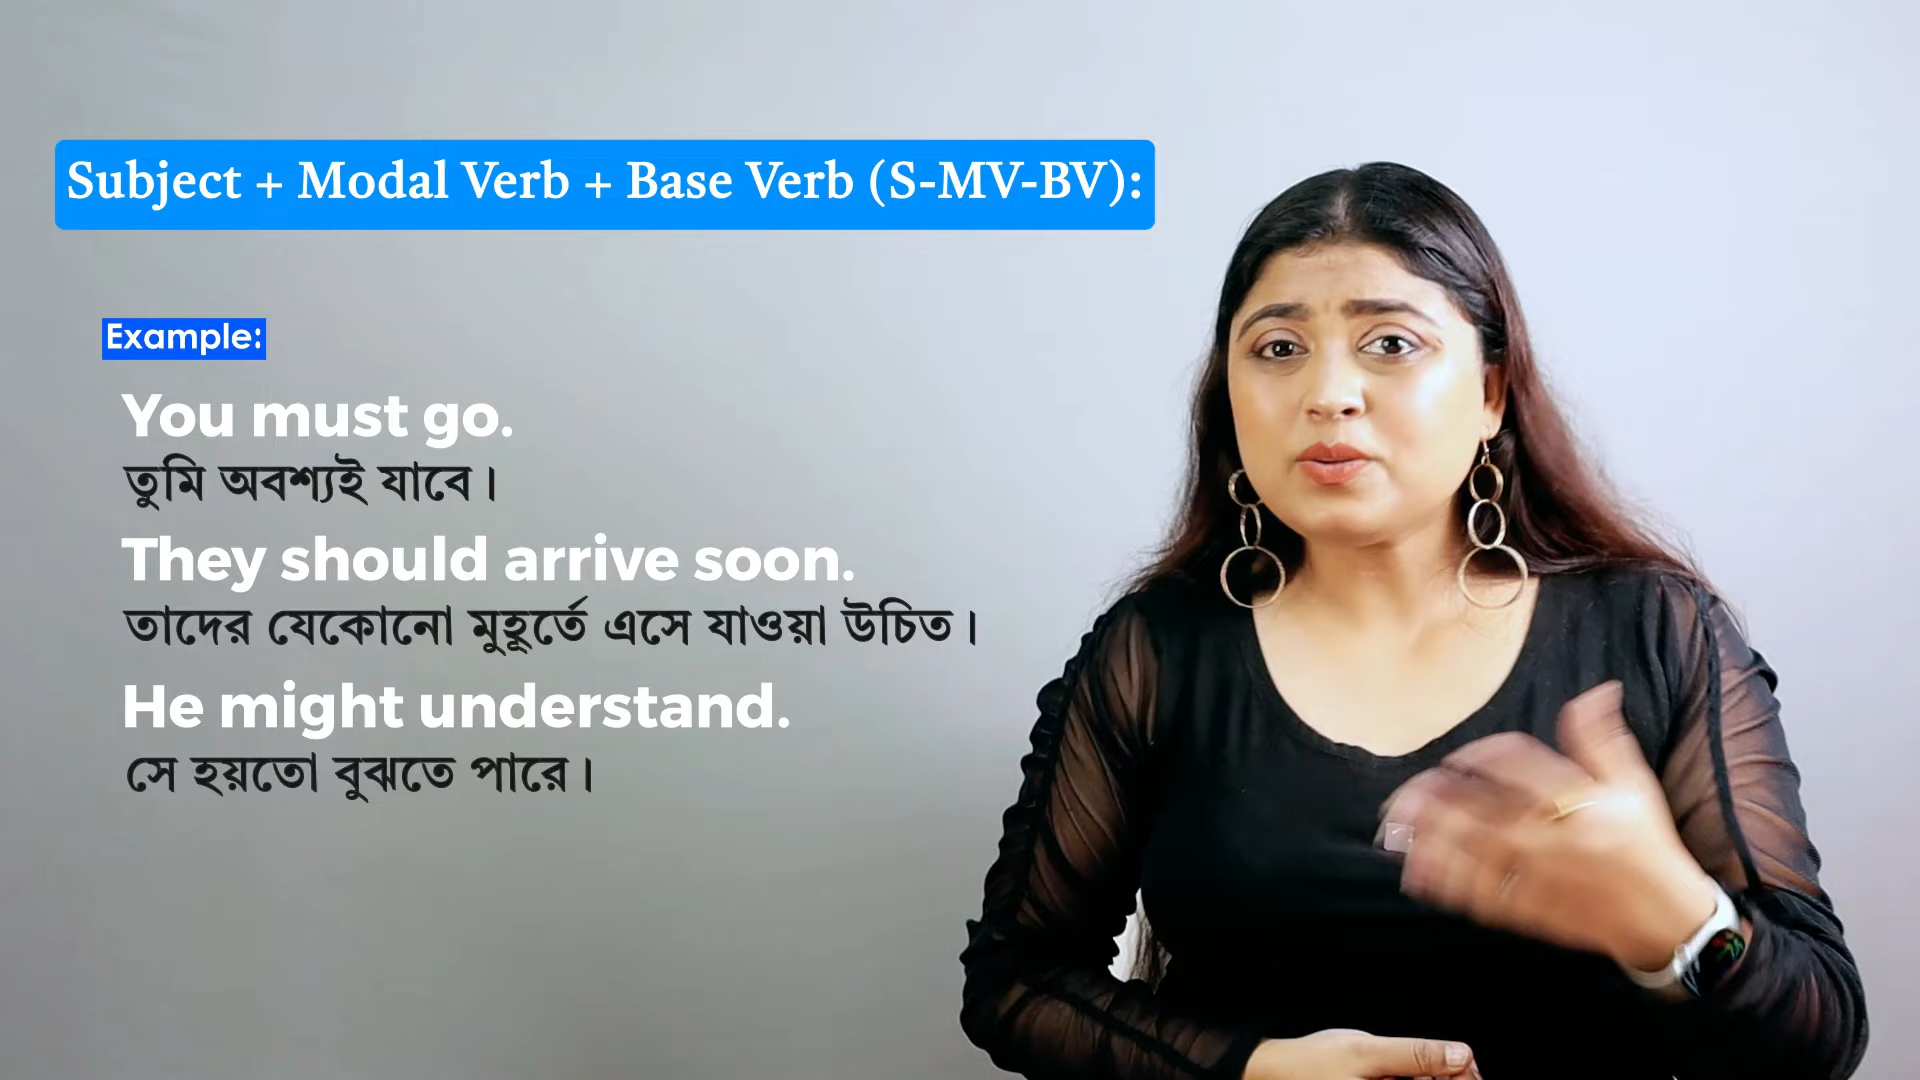 Subject + Modal Verb + Base Verb (S-MV-BV):
Example:
You must go.
তুমি অবশ্যই যাবে।
They should arrive soon.
তাদের যেকোনো মুহূর্তে এসে যাওয়া উচিত।
He might understand.
সে হয়তো বুঝতে পারে।